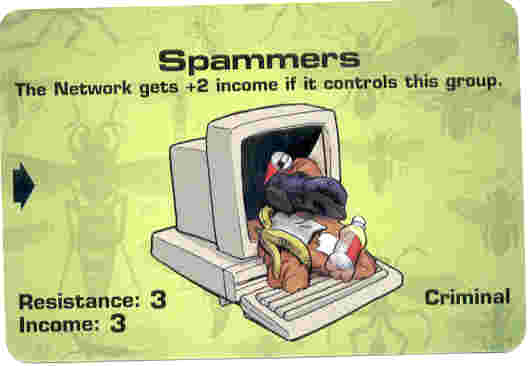 Spammers
The Network gets +2 income if it controls this group.
Resistance: 3
Income: 3
Criminal